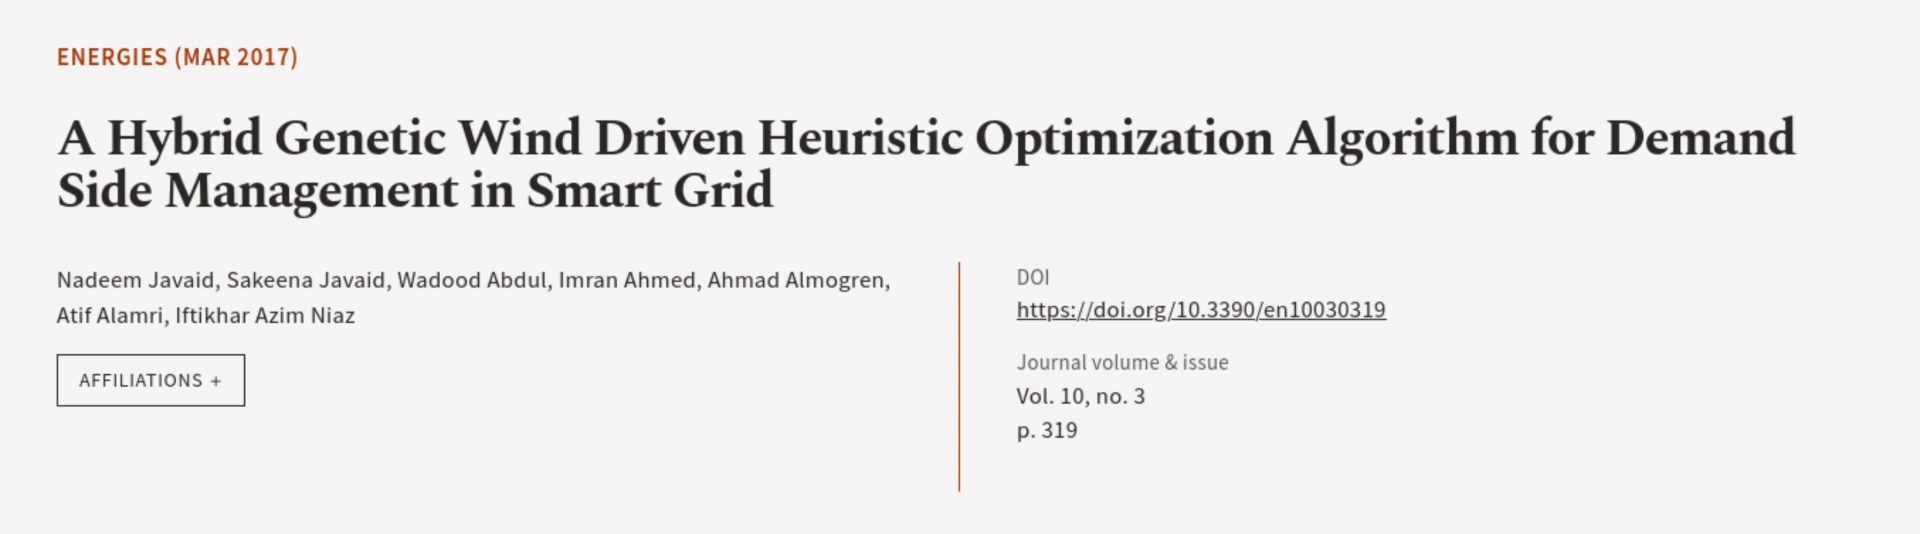 ENERGIES (MAR 2017)
A Hybrid Genetic Wind Driven Heuristic Optimization Algorithm for Demand
Side Management in Smart Grid
Nadeem Javaid, Sakeena Javaid, Wadood Abdul, Imran Ahmed, Ahmad Almogren,
Atif Alamri, Iftikhar Azim Niaz
AFFILIATIONS +
DOI
https://doi.org/10.3390/en10030319
Journal volume & issue
Vol. 10, no. 3
p. 319